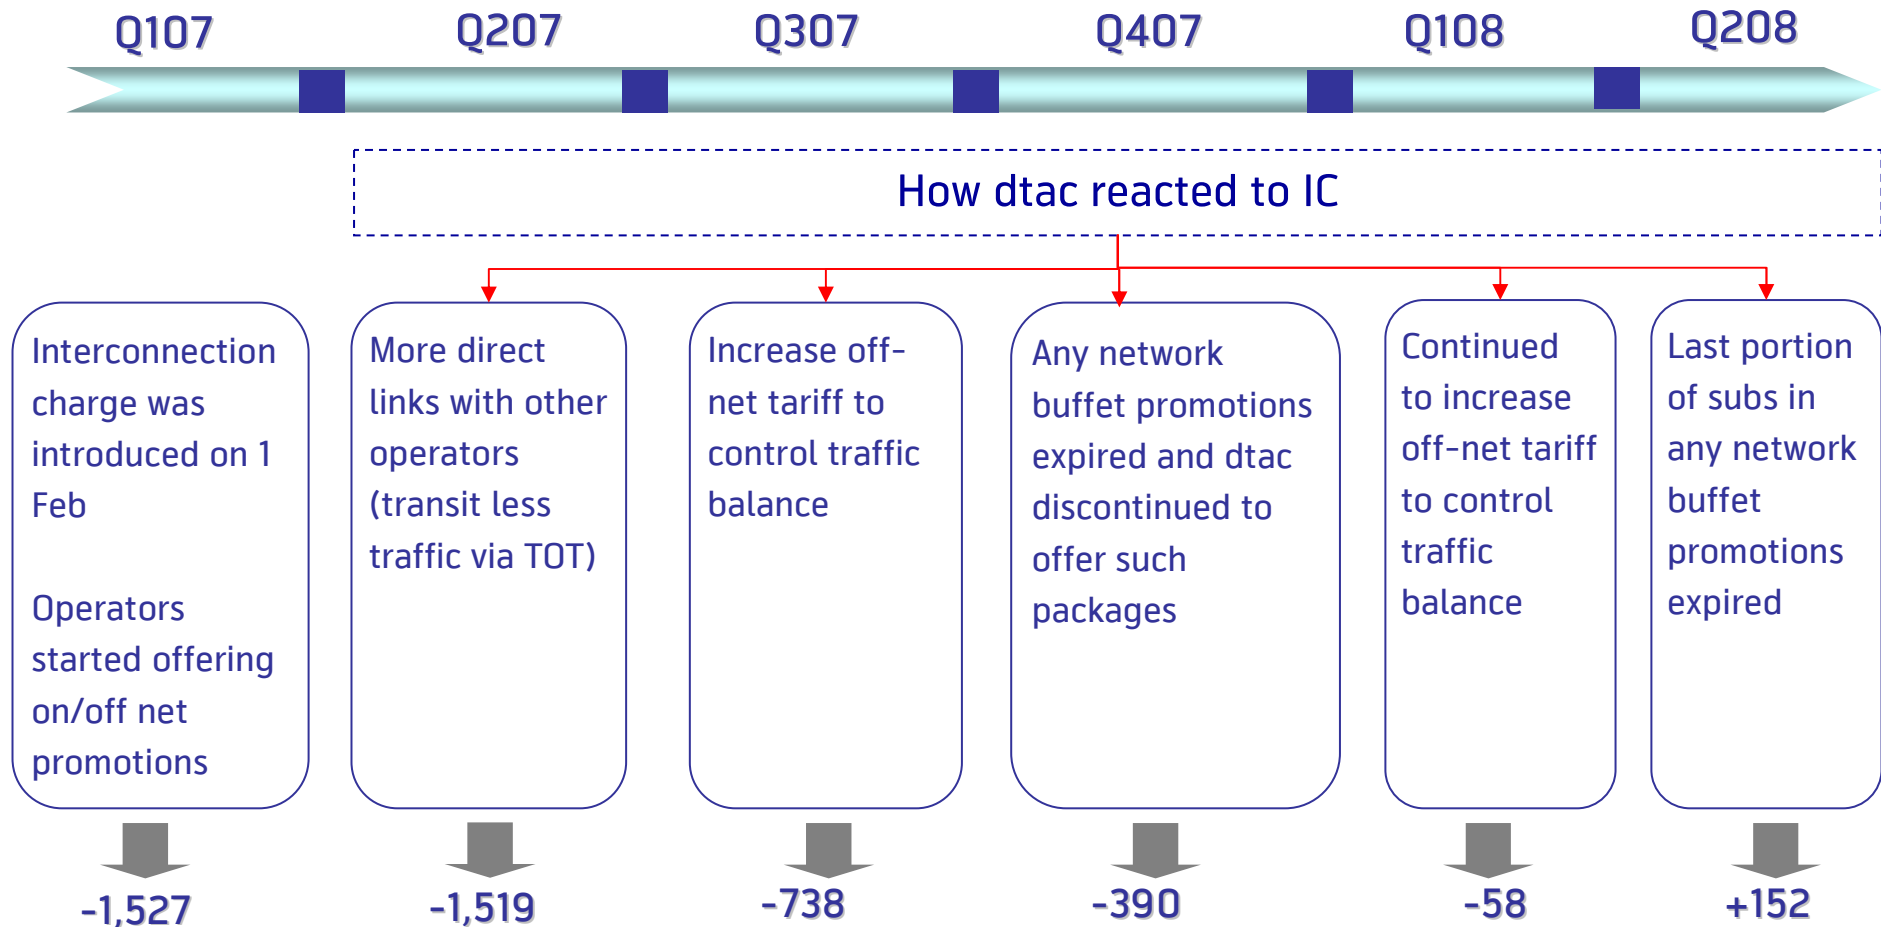 Q107
Q207
Q307
Q407
Q108
Q208
How dtac reacted to IC
Interconnection
charge was
introduced on 1
Feb
Operators
started offering
on/off net
promotions
More direct
links with other
operators
(transit less
traffic via TOT)
Increase off-
net tariff to
control traffic
balance
Any network
buffet promotions
expired and dtac
discontinued to
offer such
packages
Continued
to increase
off-net tariff
to control
traffic
balance
Last portion
of subs in
any network
buffet
promotions
expired
-1,527
-1,519
-738
-390
-58
+152